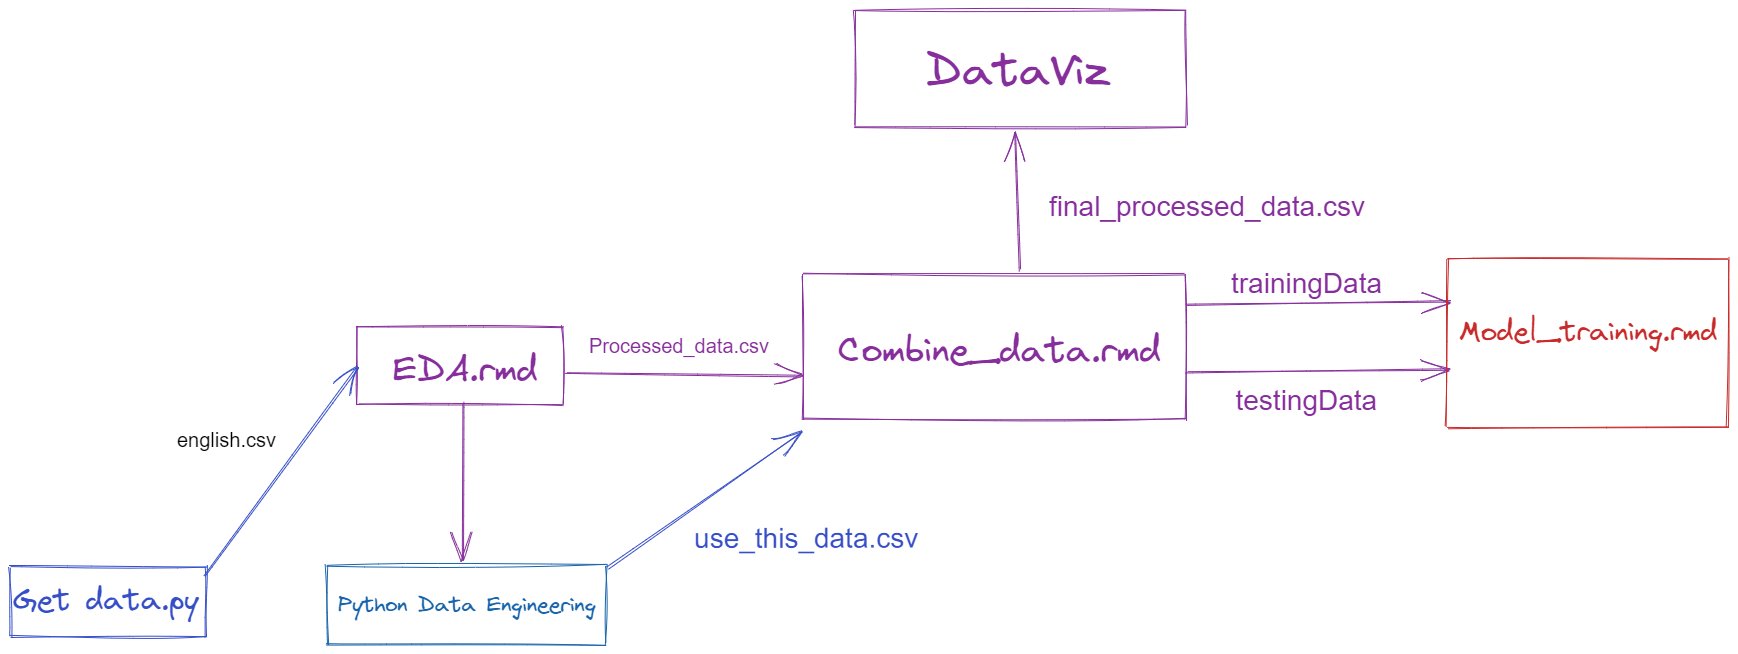 DataViz
final_processed_data.csv
trainingData
Processed_data.csv
Combine_data.rmd
Model_training.rmd
EDA.rmd
testingData
english.csv
use_this_data.csv
Get data.py
Python Data Engineering